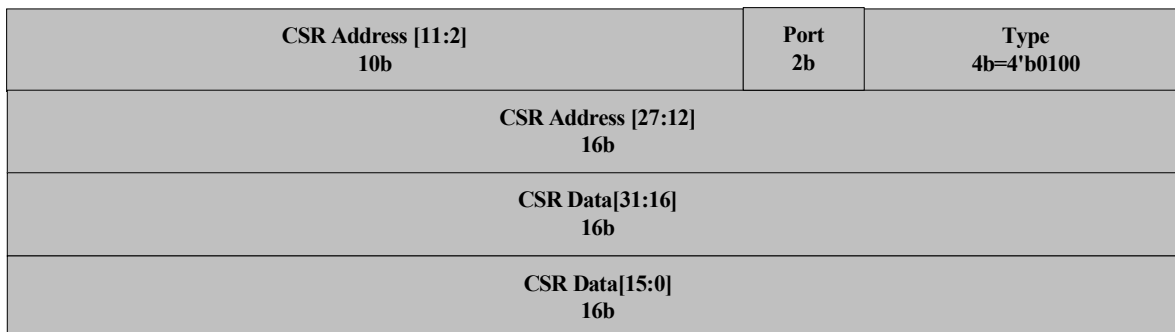 CSR Address [11:2]
10b
Port
2b
Type
4b=4'b0100
CSR Address [27:12]
16b
CSR Data[31:16]
16b
CSR Data[15:0]
16b